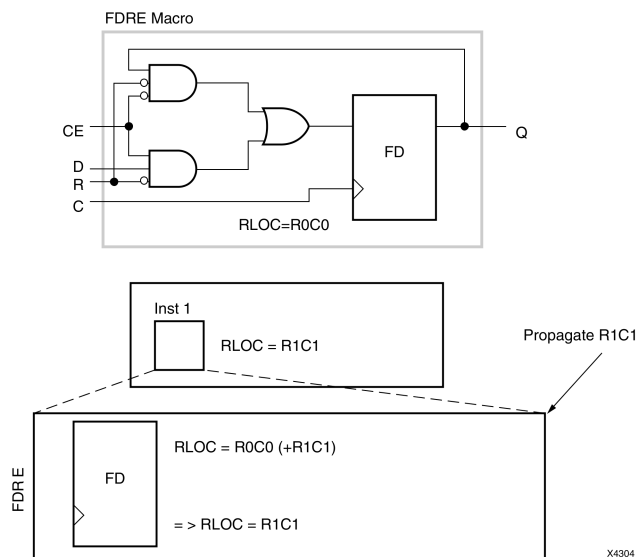 FDRE Macro
CE
D
R
C
FD
Q
RLOC=R0C0
Inst 1
RLOC = R1C1
Propagate R1C1
FDR E
FD
RLOC = R0C0 (+R1C1)
= > RLOC = R1C1
X4304